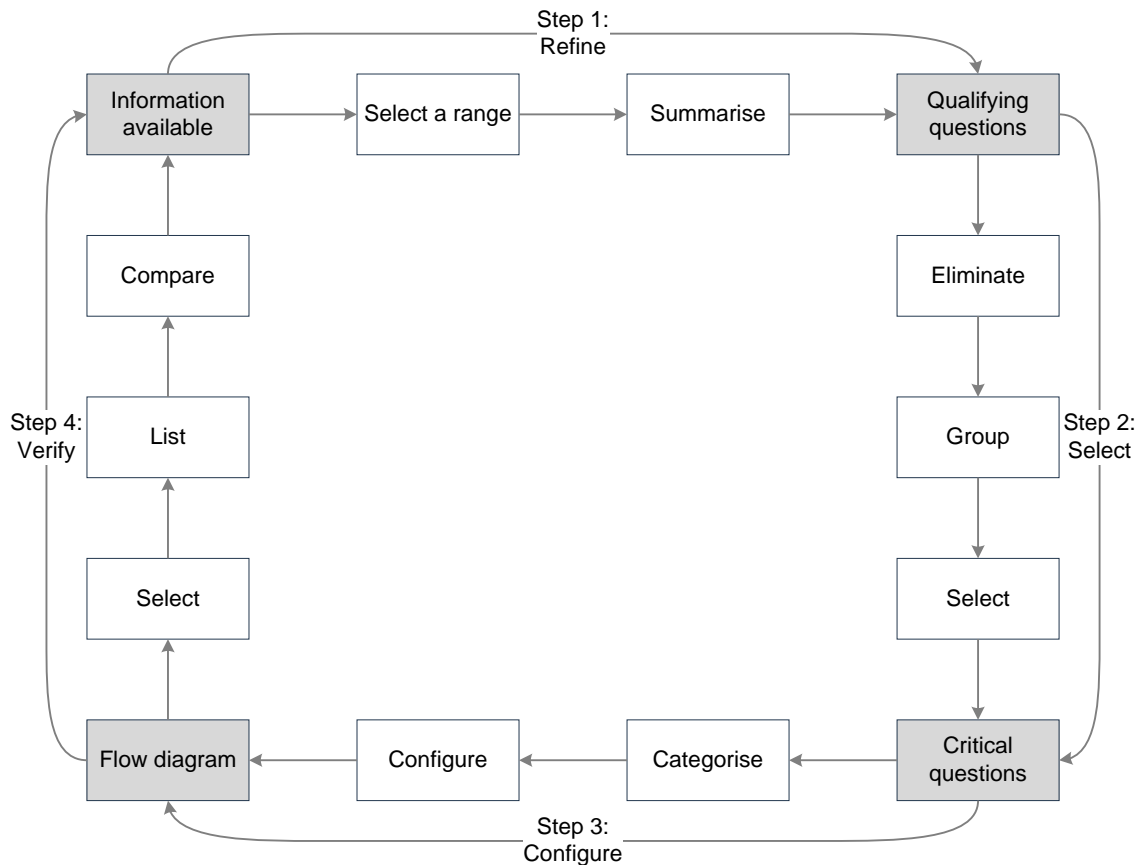 Step 1:
Refine
Information
available
Select a range
Summarise
Qualifying
questions
Compare
Eliminate
Step 4:
Verify
List
Group
Step 2:
Select
Select
Select
Flow diagram
Configure
Categorise
Critical
questions
Step 3:
Configure